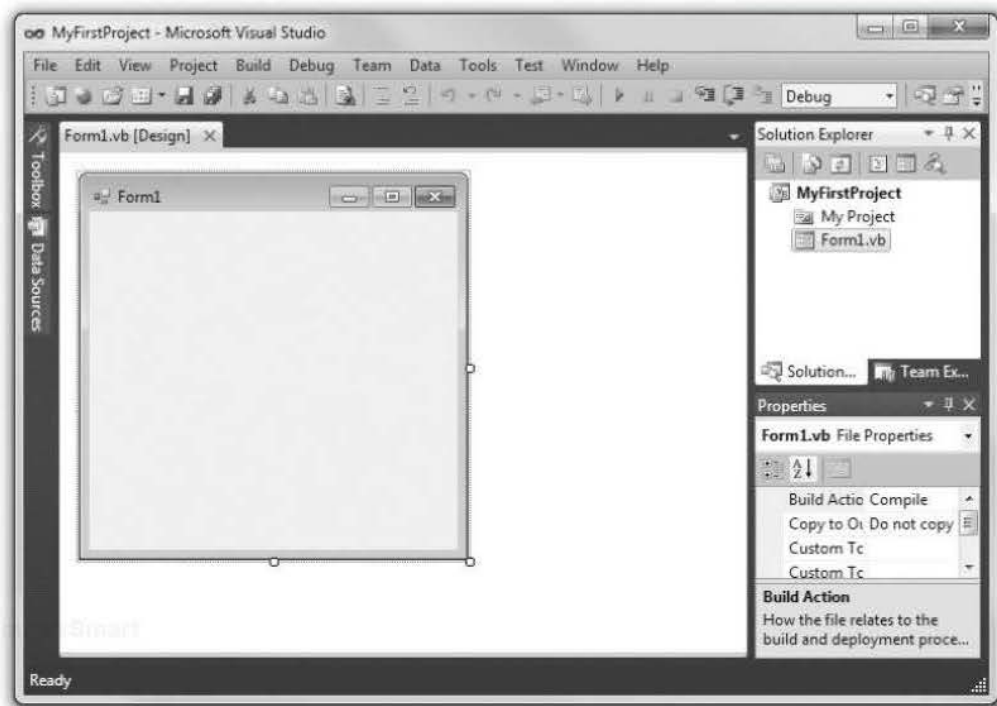 MyFirstProject - Microsoft Visual Studio
File Edit View Project Build Debug Team Data Tools Test Window Help
Debug
Toolbox
Data Sources
Form1.vb [Design]
Form1
Solution Explorer
MyFirstProject
My Project
Form1.vb
Solution...
Team Ex...
Properties
Form1.vb File Properties
Build Actio Compile
Copy to Ou Do not copy
Custom To
Custom To
Build Action
How the file relates to the
build and deployment proce...
Ready